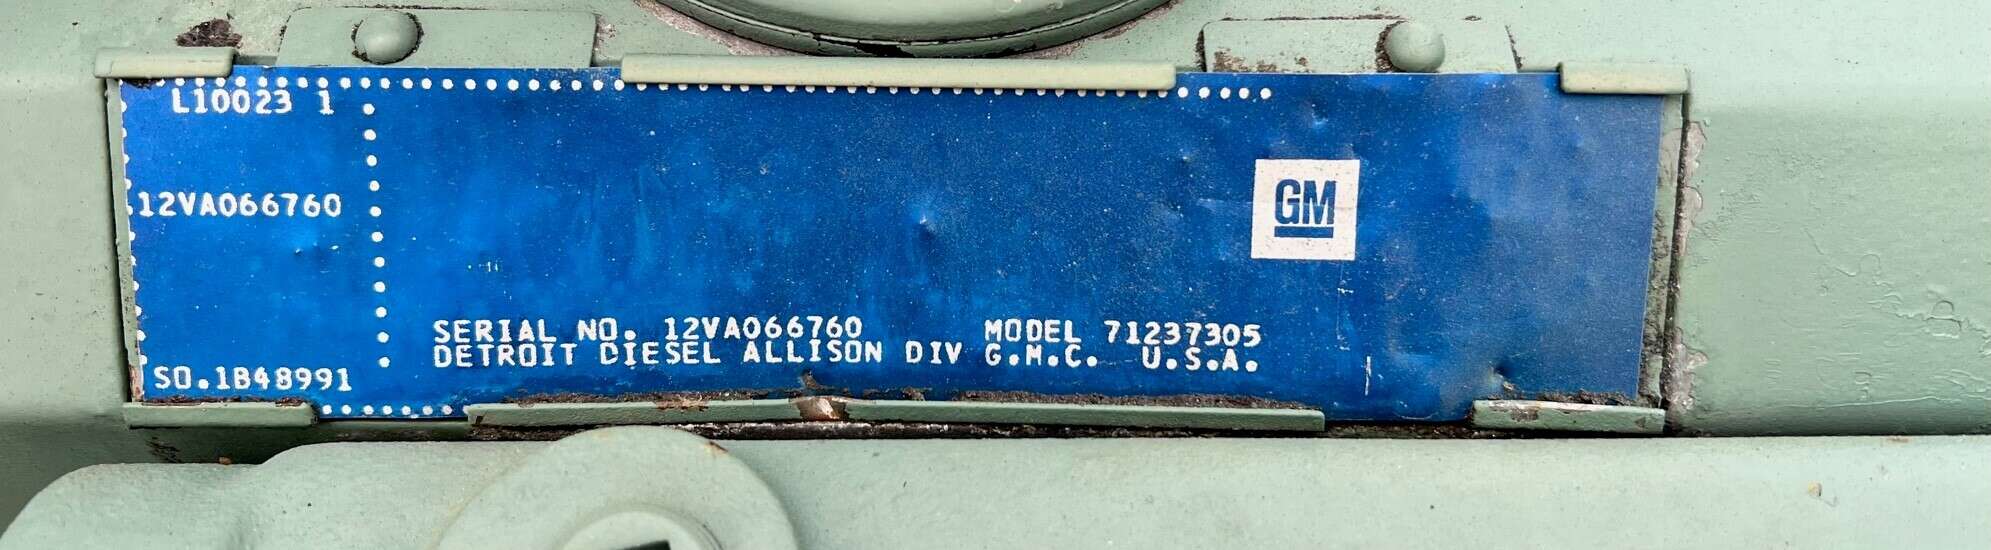 L10023 1
12VA066760
GM
SERIAL NO. 12VA066760 MODEL 71237305
DETROIT DIESEL ALLISON DIV G.M.C. U.S.A.
SO.1B48991